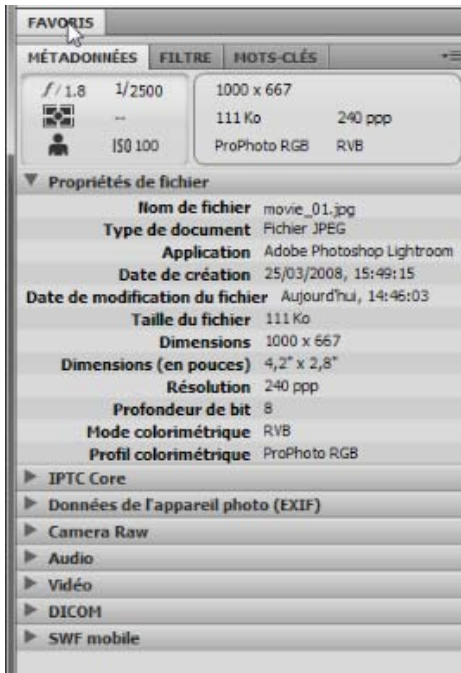 FAVORIS
MÉTADONNÉES FILTRE MOTS-CLÉS
f/1.8 1/2500 1000 x 667
-- 111 Ko 240 ppp
ISO 100 ProPhoto RGB RVB
Propriétés de fichier
Nom de fichier movie_01.jpg
Type de document Fichier JPEG
Application Adobe Photoshop Lightroom
Date de création 25/03/2008, 15:49:15
Date de modification du fichier Aujourd'hui, 14:46:03
Taille du fichier 111 Ko
Dimensions 1000 x 667
Dimensions (en pouces) 4,2" x 2,8"
Résolution 240 ppp
Profondeur de bit 8
Mode colorimétrique RVB
Profil colorimétrique ProPhoto RGB
IPTC Core
Données de l'appareil photo (EXIF)
Camera Raw
Audio
Vidéo
DICOM
SWF mobile